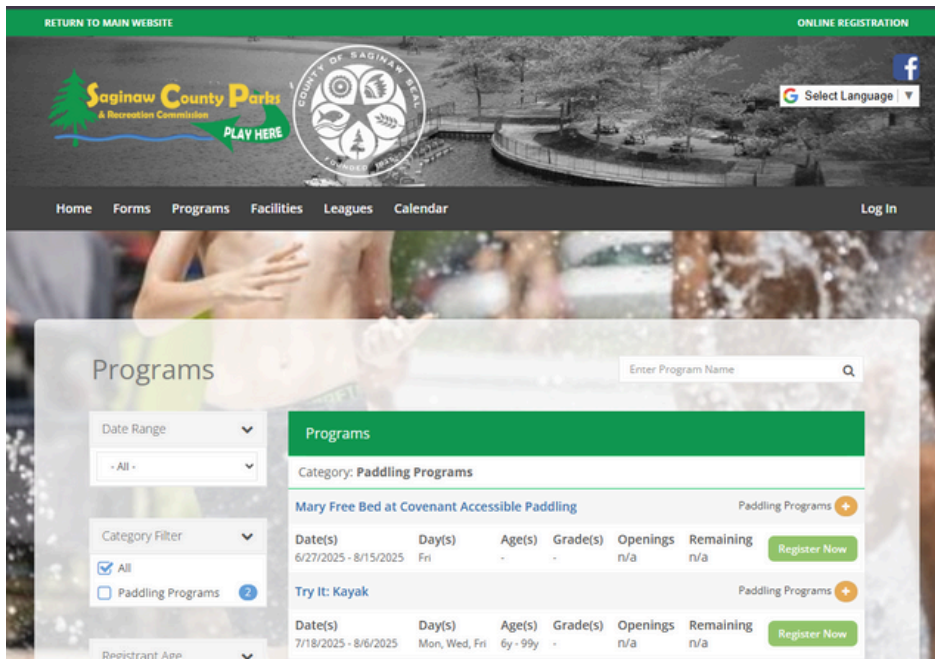 RETURN TO MAIN WEBSITE ONLINE REGISTRATION
Saginaw County Parks
& Recreation Commission
PLAY HERE
COUNTY OF SAGINAW SEAL
FOUNDED 1835
f
G Select Language ▼
Home Forms Programs Facilities Leagues Calendar Log In
Programs
Enter Program Name
Date Range
- All -
Category Filter
All
Paddling Programs 2
Registrant Age
Programs
Category: Paddling Programs
Mary Free Bed at Covenant Accessible Paddling Paddling Programs +
Date(s) Day(s) Age(s) Grade(s) Openings Remaining
6/27/2025 - 8/15/2025 Fri - - n/a n/a Register Now
Try It: Kayak Paddling Programs +
Date(s) Day(s) Age(s) Grade(s) Openings Remaining
7/18/2025 - 8/6/2025 Mon, Wed, Fri 6y - 99y - n/a n/a Register Now